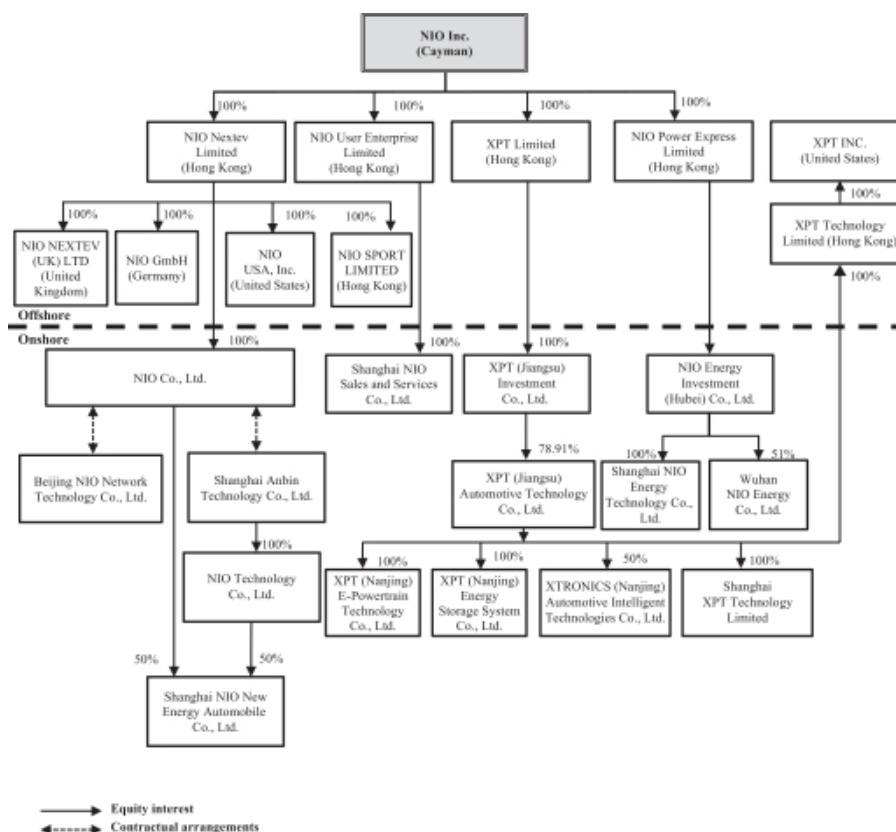 NIO Inc.
(Cayman)
100%
100%
100%
100%
NIO Nextev
Limited
(Hong Kong)
NIO User Enterprise
Limited
(Hong Kong)
XPT Limited
(Hong Kong)
NIO Power Express
Limited
(Hong Kong)
XPT INC.
(United States)
100%
XPT Technology
Limited (Hong Kong)
100%
100%
100%
100%
100%
NIO NEXTEV
(UK) LTD
(United
Kingdom)
NIO GmbH
(Germany)
NIO
USA, Inc.
(United States)
NIO SPORT
LIMITED
(Hong Kong)
Offshore
Onshore
100%
100%
100%
NIO Co., Ltd.
Shanghai NIO
Sales and Services
Co., Ltd.
XPT (Jiangsu)
Investment
Co., Ltd.
NIO Energy
Investment
(Hubei) Co., Ltd.
78.91%
100%
51%
Beijing NIO Network
Technology Co., Ltd.
Shanghai Anbin
Technology Co., Ltd.
XPT (Jiangsu)
Automotive Technology
Co., Ltd.
Shanghai NIO
Energy
Technology Co.,
Ltd.
Wuhan
NIO Energy
Co., Ltd.
100%
100%
100%
50%
100%
NIO Technology
Co., Ltd.
XPT (Nanjing)
E-Powertrain
Technology
Co., Ltd.
XPT (Nanjing)
Energy
Storage System
Co., Ltd.
XTRONICS (Nanjing)
Automotive Intelligent
Technologies Co., Ltd.
Shanghai
XPT Technology
Limited
50%
50%
Shanghai NIO New
Energy Automobile
Co., Ltd.
Equity interest
Contractual arrangements